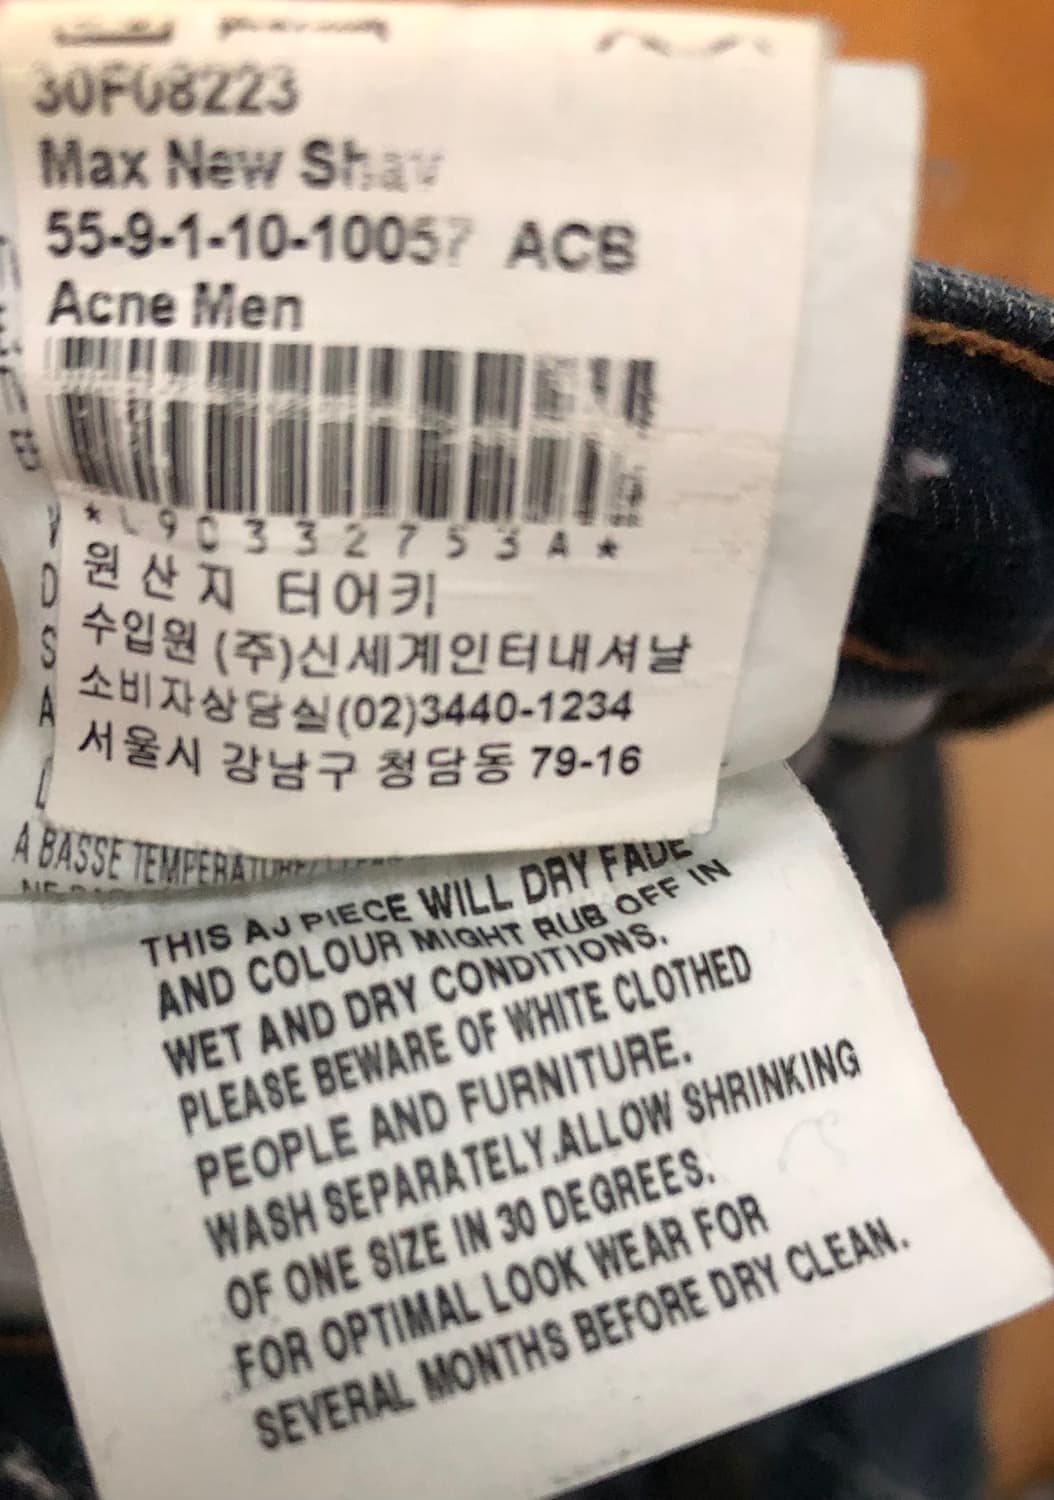 30F08223
Max New Shav
55-9-1-10-10057 ACB
Acne Men
원산지 터어키
수입원 (주)신세계인터내셔날
소비자상담실(02)3440-1234
서울시 강남구 청담동 79-16
A BASSE TEMPERATURE
THIS AJ PIECE WILL DRY FADE
AND COLOUR MIGHT RUB OFF IN
WET AND DRY CONDITIONS.
PLEASE BEWARE OF WHITE CLOTHED
PEOPLE AND FURNITURE.
WASH SEPARATELY.ALLOW SHRINKING
OF ONE SIZE IN 30 DEGREES.
FOR OPTIMAL LOOK WEAR FOR
SEVERAL MONTHS BEFORE DRY CLEAN.